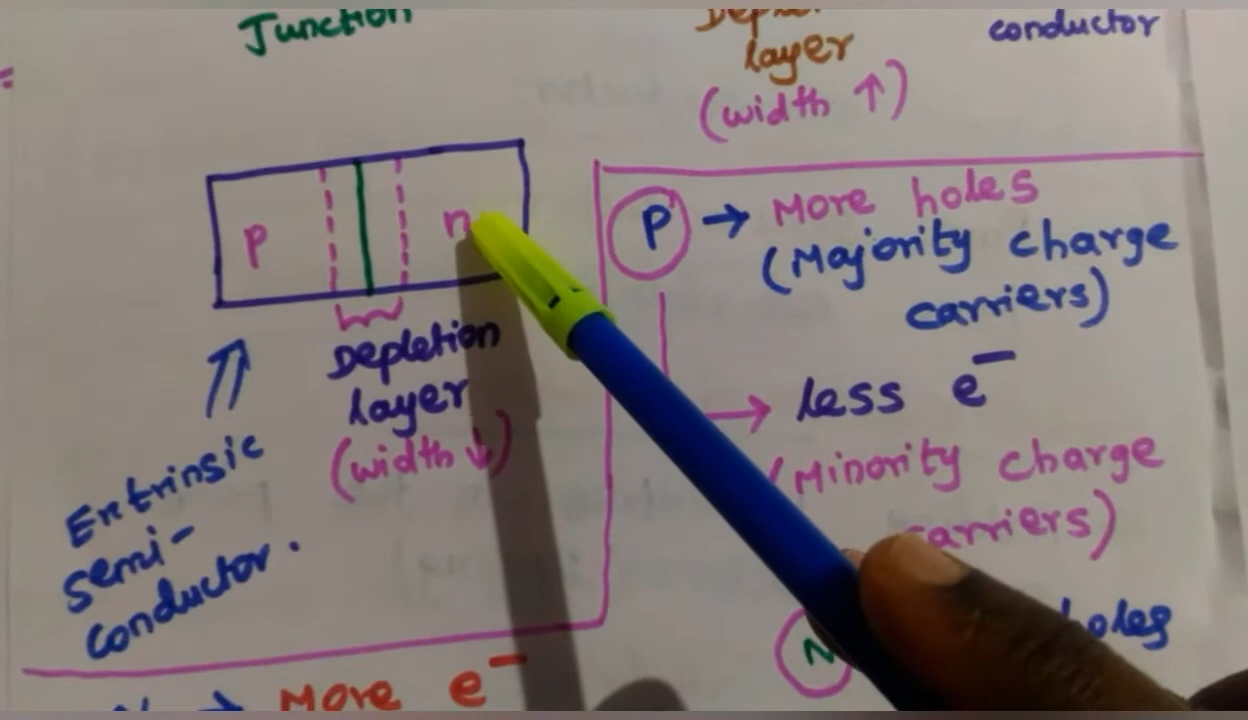 Junction
layer
(width ↑)
conductor
P
n
Depletion
layer
(width ↓)
Extrinsic
semi-
conductor.
P → More holes
(Majority charge
carriers)
→ less e⁻
(Minority charge
carriers)
N
holes
→ More e⁻